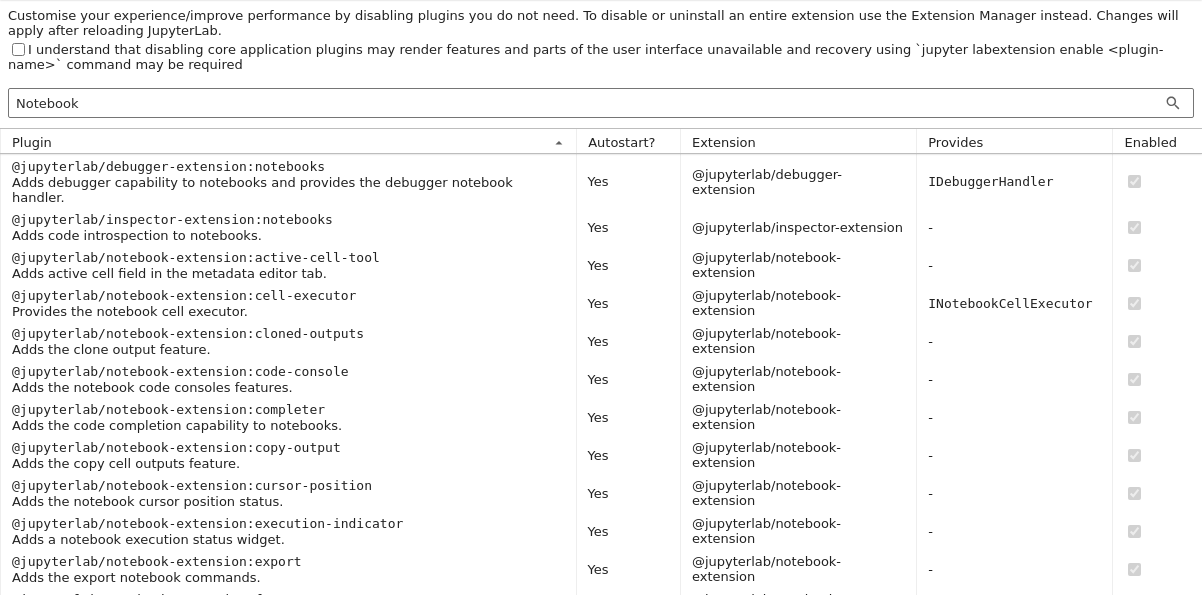 Customise your experience/improve performance by disabling plugins you do not need. To disable or uninstall an entire extension use the Extension Manager instead. Changes will
apply after reloading JupyterLab.
I understand that disabling core application plugins may render features and parts of the user interface unavailable and recovery using `jupyter labextension enable <plugin-
name>` command may be required
Notebook
Plugin Autostart? Extension Provides Enabled
@jupyterlab/debugger-extension:notebooks
Adds debugger capability to notebooks and provides the debugger notebook
handler.
Yes
@jupyterlab/debugger-
extension
IDebuggerHandler
@jupyterlab/inspector-extension:notebooks
Adds code introspection to notebooks.
Yes
@jupyterlab/inspector-extension
-
@jupyterlab/notebook-extension:active-cell-tool
Adds active cell field in the metadata editor tab.
Yes
@jupyterlab/notebook-
extension
-
@jupyterlab/notebook-extension:cell-executor
Provides the notebook cell executor.
Yes
@jupyterlab/notebook-
extension
INotebookCellExecutor
@jupyterlab/notebook-extension:cloned-outputs
Adds the clone output feature.
Yes
@jupyterlab/notebook-
extension
-
@jupyterlab/notebook-extension:code-console
Adds the notebook code consoles features.
Yes
@jupyterlab/notebook-
extension
-
@jupyterlab/notebook-extension:completer
Adds the code completion capability to notebooks.
Yes
@jupyterlab/notebook-
extension
-
@jupyterlab/notebook-extension:copy-output
Adds the copy cell outputs feature.
Yes
@jupyterlab/notebook-
extension
-
@jupyterlab/notebook-extension:cursor-position
Adds the notebook cursor position status.
Yes
@jupyterlab/notebook-
extension
-
@jupyterlab/notebook-extension:execution-indicator
Adds a notebook execution status widget.
Yes
@jupyterlab/notebook-
extension
-
@jupyterlab/notebook-extension:export
Adds the export notebook commands.
Yes
@jupyterlab/notebook-
extension
-